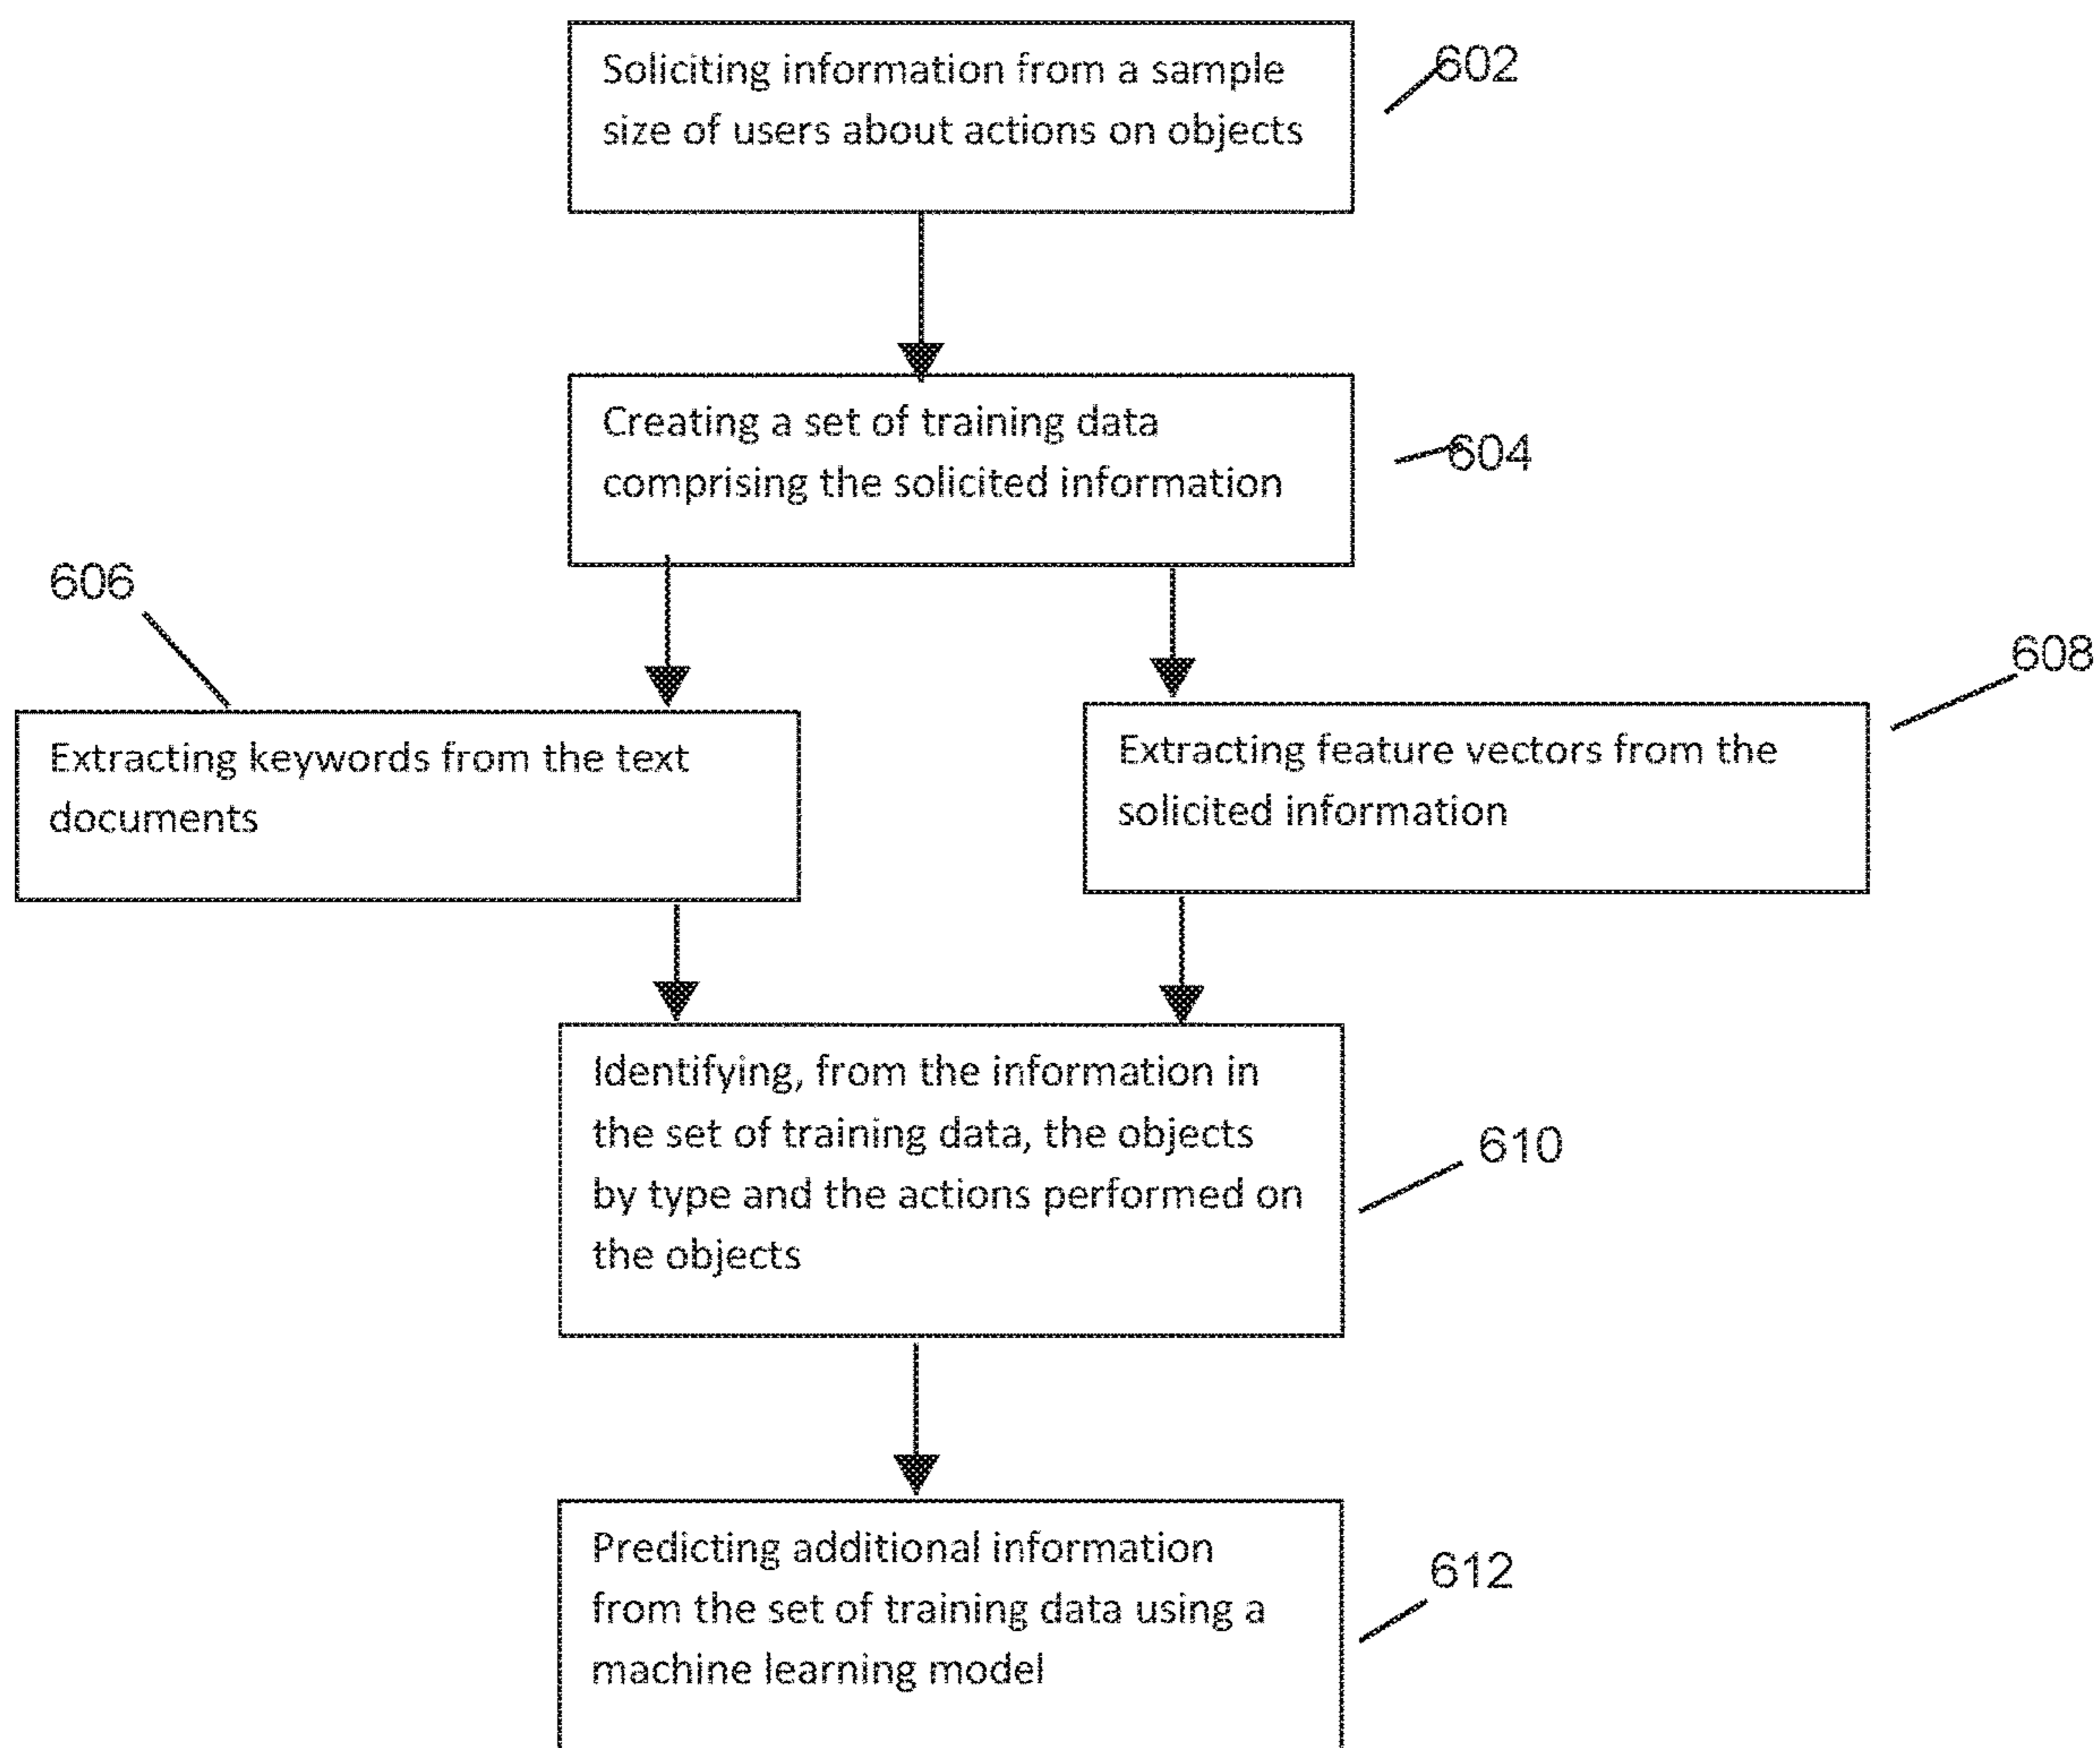 Soliciting information from a sample
size of users about actions on objects
602
Creating a set of training data
comprising the solicited information
604
606
608
Extracting keywords from the text
documents
Extracting feature vectors from the
solicited information
Identifying, from the information in
the set of training data, the objects
by type and the actions performed on
the objects
610
Predicting additional information
from the set of training data using a
machine learning model
612